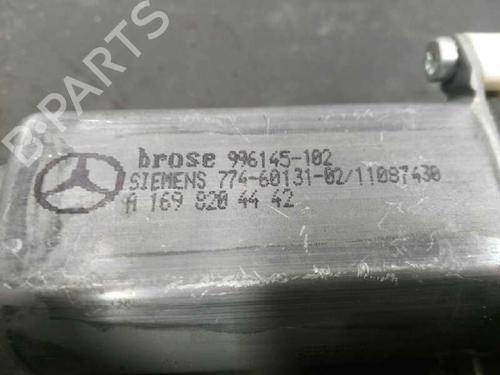 brose 996145-102
SIEMENS 774-60131-02/11087430
A 169 820 44 42
B-PARTS